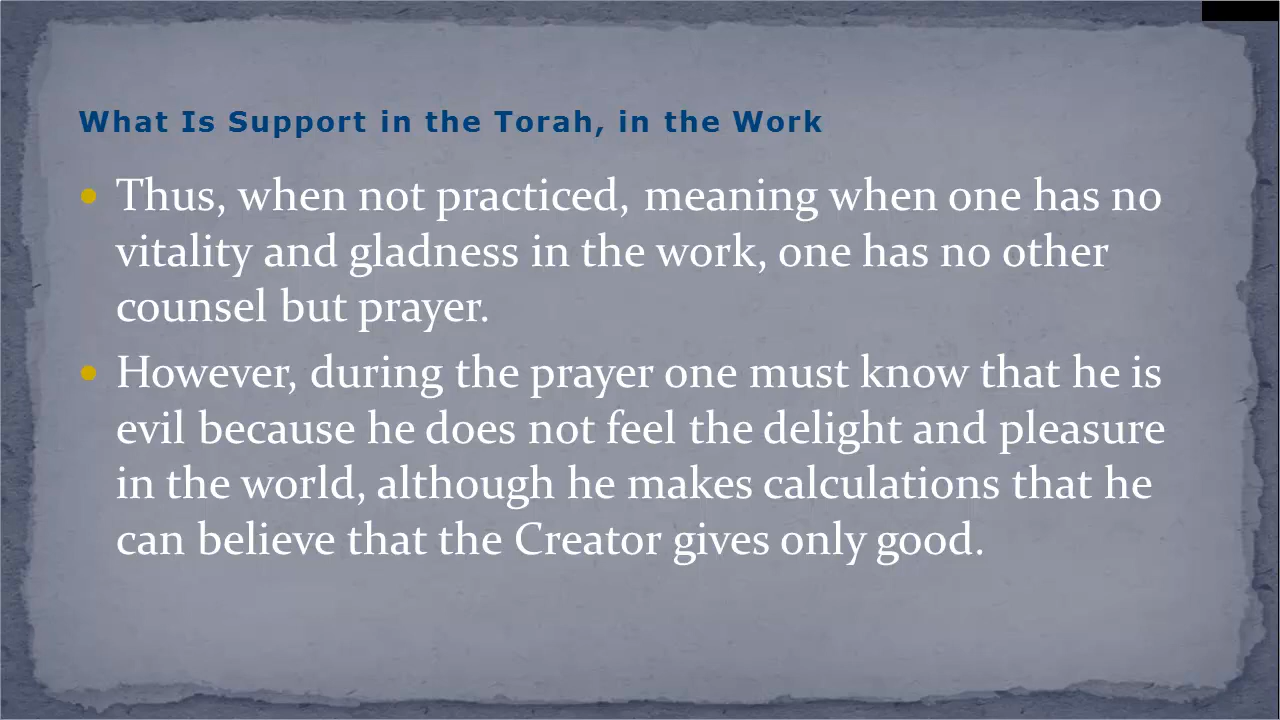 What Is Support in the Torah, in the Work
Thus, when not practiced, meaning when one has no
vitality and gladness in the work, one has no other
counsel but prayer.
However, during the prayer one must know that he is
evil because he does not feel the delight and pleasure
in the world, although he makes calculations that he
can believe that the Creator gives only good.